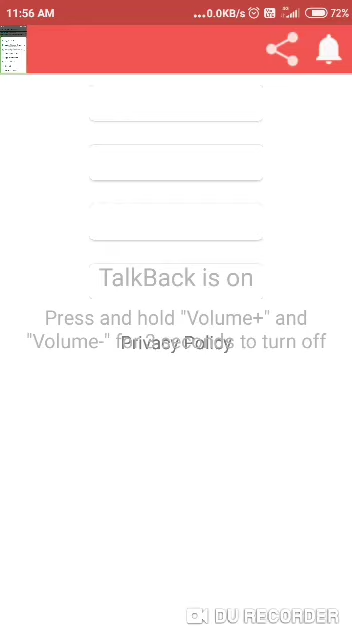 11:56 AM ...0.0KB/s 4G 72%
TalkBack is on
Press and hold "Volume+" and
"Volume-" for 3 seconds to turn off
Privacy Policy
DU RECORDER